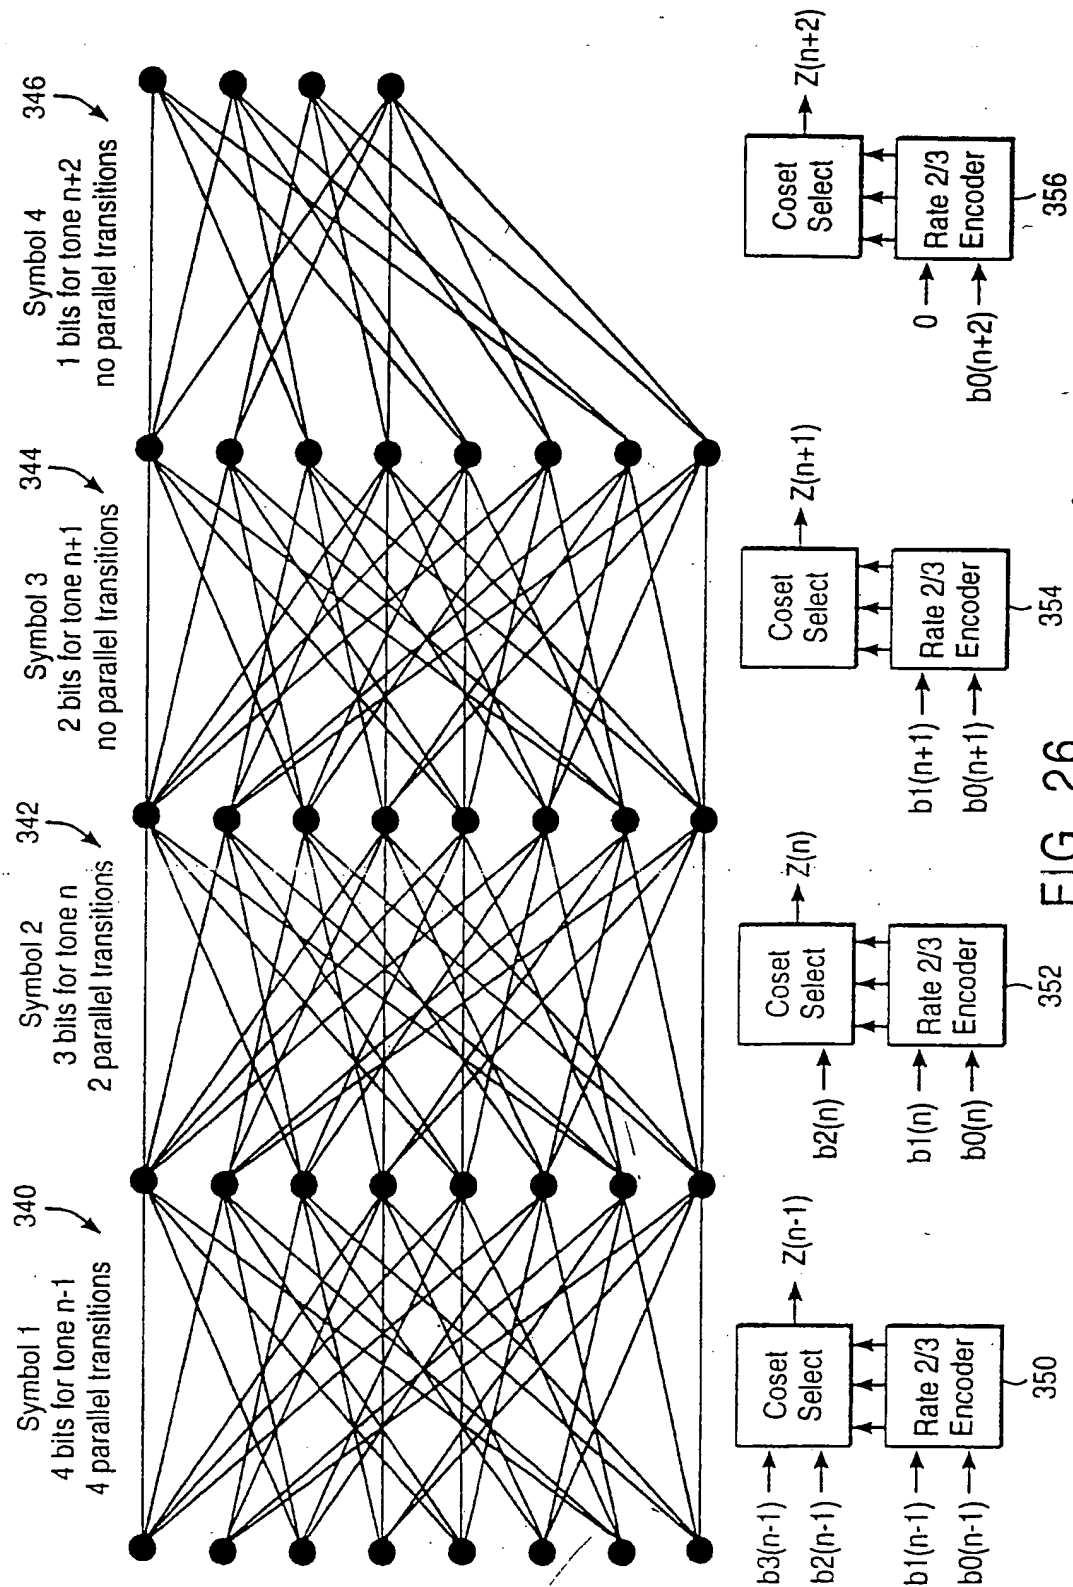 Symbol 1
4 bits for tone n-1
4 parallel transitions
340
Symbol 2
3 bits for tone n
2 parallel transitions
342
Symbol 3
2 bits for tone n+1
no parallel transitions
344
Symbol 4
1 bits for tone n+2
no parallel transitions
346
b3(n-1)
b2(n-1)
Coset
Select
Z(n-1)
b1(n-1)
b0(n-1)
Rate 2/3
Encoder
350
b2(n)
Coset
Select
Z(n)
b1(n)
b0(n)
Rate 2/3
Encoder
352
Coset
Select
Z(n+1)
b1(n+1)
b0(n+1)
Rate 2/3
Encoder
354
Coset
Select
Z(n+2)
0
b0(n+2)
Rate 2/3
Encoder
356
FIG 26